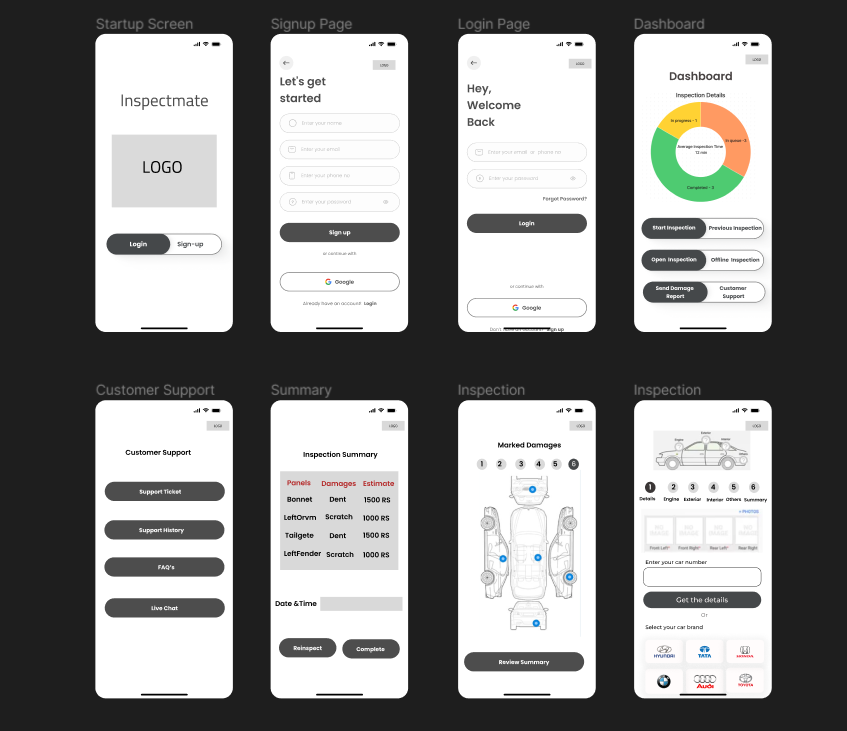 Startup Screen
Inspectmate
LOGO
Login
Sign-up
Signup Page
LOGO
Let's get
started
Enter your name
Enter your email
Enter your phone no
Enter your password
Sign up
or continue with
Google
Already have an account? Login
Login Page
LOGO
Hey,
Welcome
Back
Enter your email or phone no
Enter your password
Forgot Password?
Login
or continue with
Google
Sign up
Dashboard
LOGO
Dashboard
Inspection Details
In progress - 1
In queue - 2
Average Inspection Time
12 min
Completed - 3
Start Inspection
Previous Inspection
Open Inspection
Offline Inspection
Send Damage
Report
Customer
Support
Customer Support
LOGO
Customer Support
Support Ticket
Support History
FAQ's
Live Chat
Summary
LOGO
Inspection Summary
Panels Damages Estimate
Bonnet Dent 1500 RS
LeftOrvm Scratch 1000 RS
Tailgete Dent 1500 RS
LeftFender Scratch 1000 RS
Date &Time
Reinspect
Complete
Inspection
LOGO
Marked Damages
1 2 3 4 5 6
Review Summary
Inspection
LOGO
Engine
Exterior
Interior
1 2 3 4 5 6
Details Engine Exterior Interior Others Summary
+ PHOTOS
NO IMAGE NO IMAGE NO IMAGE NO IMAGE
Front Left* Front Right* Rear Left* Rear Right
Enter your car number
Get the details
Or
Select your car brand
HYUNDAI TATA HONDA
BMW Audi TOYOTA